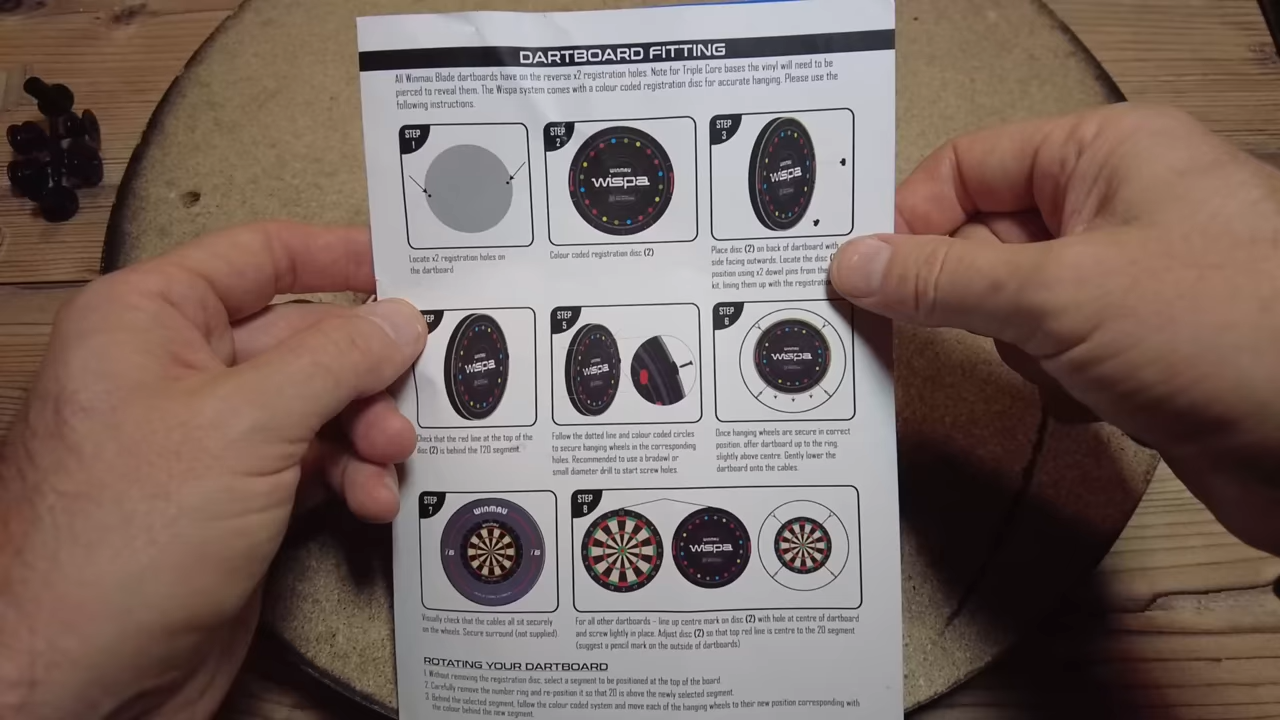 DARTBOARD FITTING
All Winmau Blade dartboards have on the reverse x2 registration holes. Note for Triple Core bases the vinyl will need to be
pierced to reveal them. The Wispa system comes with a colour coded registration disc for accurate hanging. Please use the
following instructions.
STEP
1
STEP
2
WINMAU
wispa
STEP
3
WINMAU
wispa
Locate x2 registration holes on
the dartboard
Colour coded registration disc (2)
Place disc (2) on back of dartboard with
side facing outwards. Locate the disc
position using x2 dowel pins from the
kit, lining them up with the
WINMAU
wispa
STEP
5
wispa
STEP
6
wispa
Check that the red line at the top of the
disc (2) is behind the T20 segment.
Follow the dotted line and colour coded circles
to secure hanging wheels in the corresponding
holes. Recommended to use a bradawl or
small diameter drill to start screw holes.
Once hanging wheels are secure in correct
position, offer dartboard up to the ring,
slightly above centre. Gently lower the
dartboard onto the cables.
STEP
7
WINMAU
STEP
8
WINMAU
wispa
Visually check that the cables all sit securely
on the wheels. Secure surround (not supplied).
For all other dartboards – line up centre mark on disc (2) with hole at centre of dartboard
and screw lightly in place. Adjust disc (2) so that top red line is centre to the 20 segment
(suggest a pencil mark on the outside of dartboards)
ROTATING YOUR DARTBOARD
1. Without removing the registration disc, select a segment to be positioned at the top of the board.
2. Carefully remove the number ring and re-position it so that 20 is above the newly selected segment.
3. Behind the selected segment, follow the colour coded system and move each of the hanging wheels to their new position corresponding with
the colour behind the new segment.